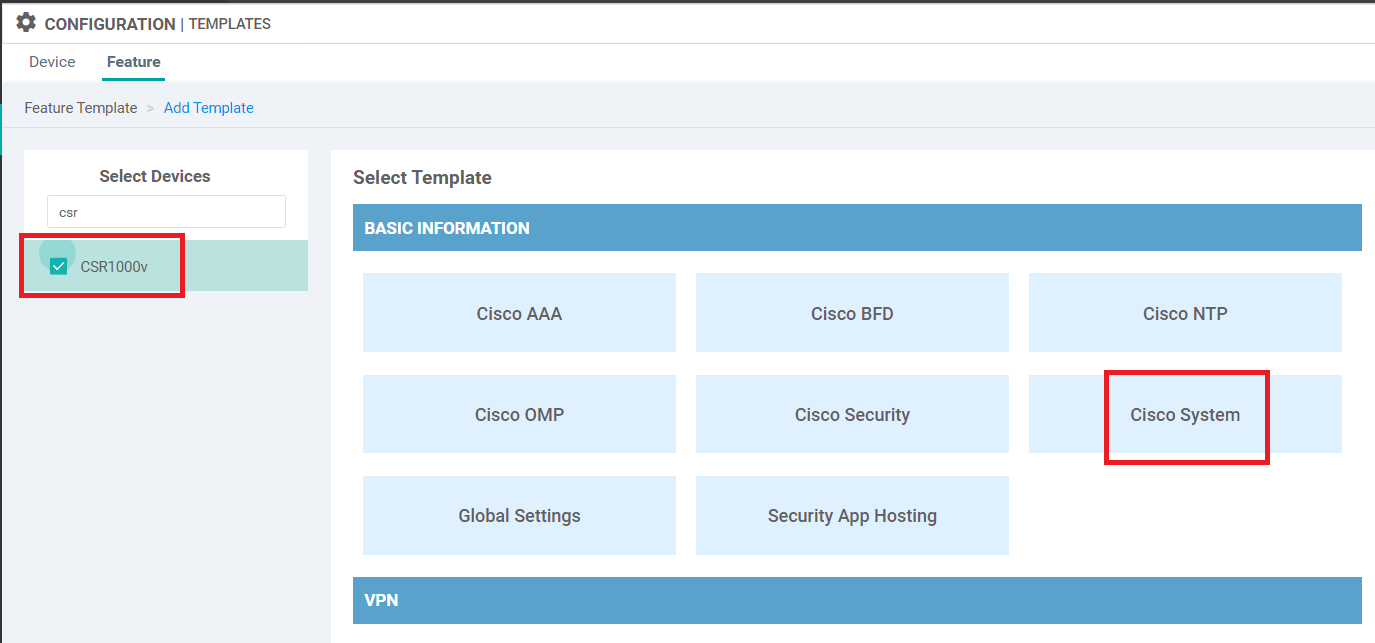 CONFIGURATION | TEMPLATES
Device Feature
Feature Template > Add Template
Select Devices
csr
CSR1000v
Select Template
BASIC INFORMATION
Cisco AAA Cisco BFD Cisco NTP
Cisco OMP Cisco Security Cisco System
Global Settings Security App Hosting
VPN